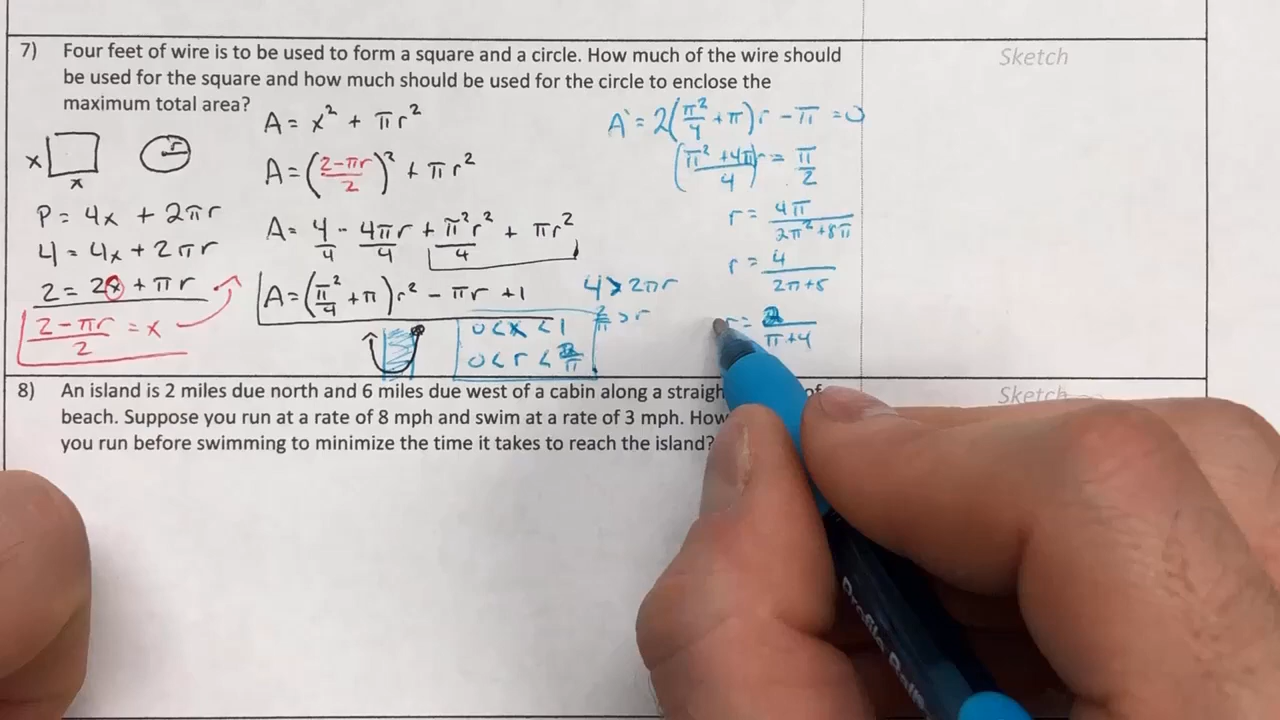 7) Four feet of wire is to be used to form a square and a circle. How much of the wire should
be used for the square and how much should be used for the circle to enclose the
maximum total area?
Sketch
x
x
r
P = 4x + 2πr
4 = 4x + 2πr
2 = 2x + πr
(2-πr)/2 = x
A = x² + πr²
A = ((2-πr)/2)² + πr²
A = 4/4 - 4πr/4 + π²r²/4 + πr²
A = (π²/4 + π)r² - πr + 1
0 < x < 1
0 < r < 2/π
4 > 2πr
2/π > r
A' = 2(π²/4 + π)r - π = 0
((π² + 4π)/4)r = π/2
r = 4π/(2π² + 8π)
r = 4/(2π + 8)
r = 2/(π + 4)
8) An island is 2 miles due north and 6 miles due west of a cabin along a straigh of
beach. Suppose you run at a rate of 8 mph and swim at a rate of 3 mph. How
you run before swimming to minimize the time it takes to reach the island?
Sketch
Profile